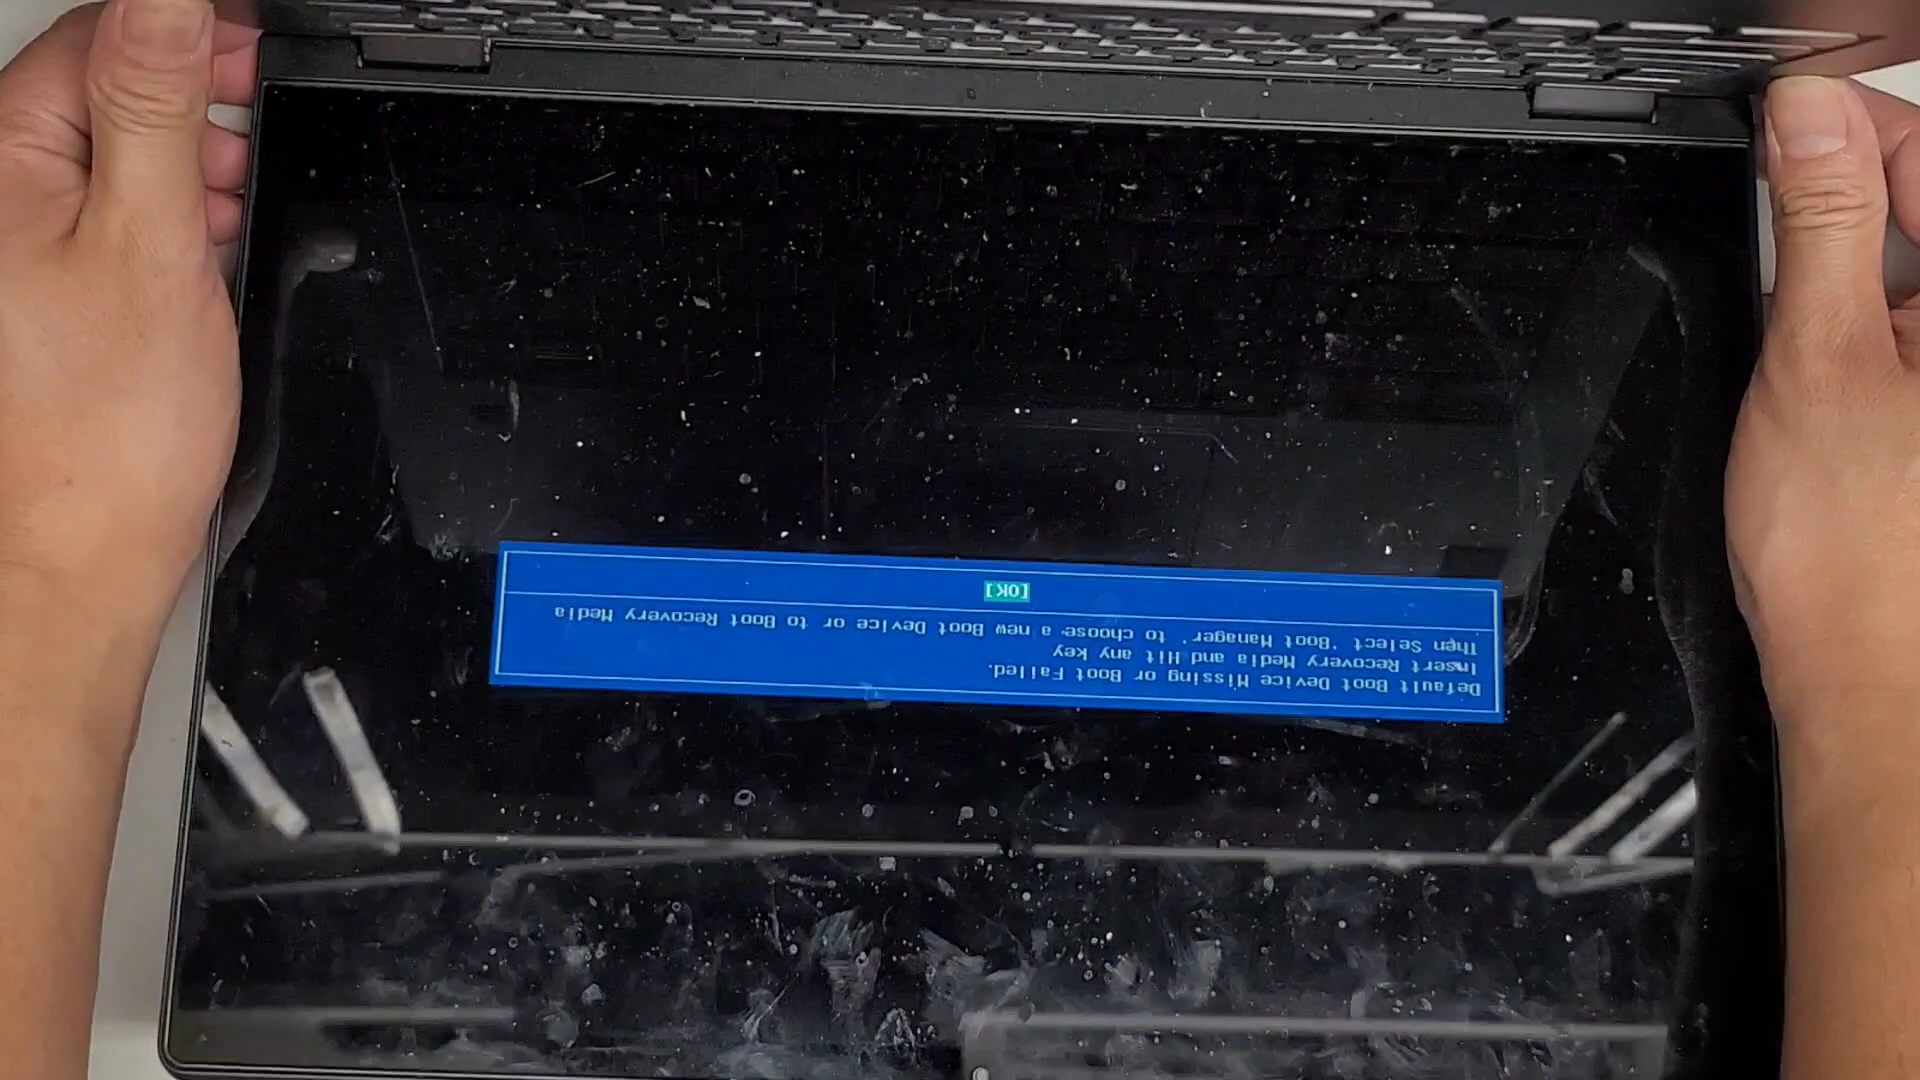 Default Boot Device Missing or Boot Failed.
Insert Recovery Media and Hit any key
Then Select 'Boot Manager' to choose a new Boot Device or to Boot Recovery Media
[OK]